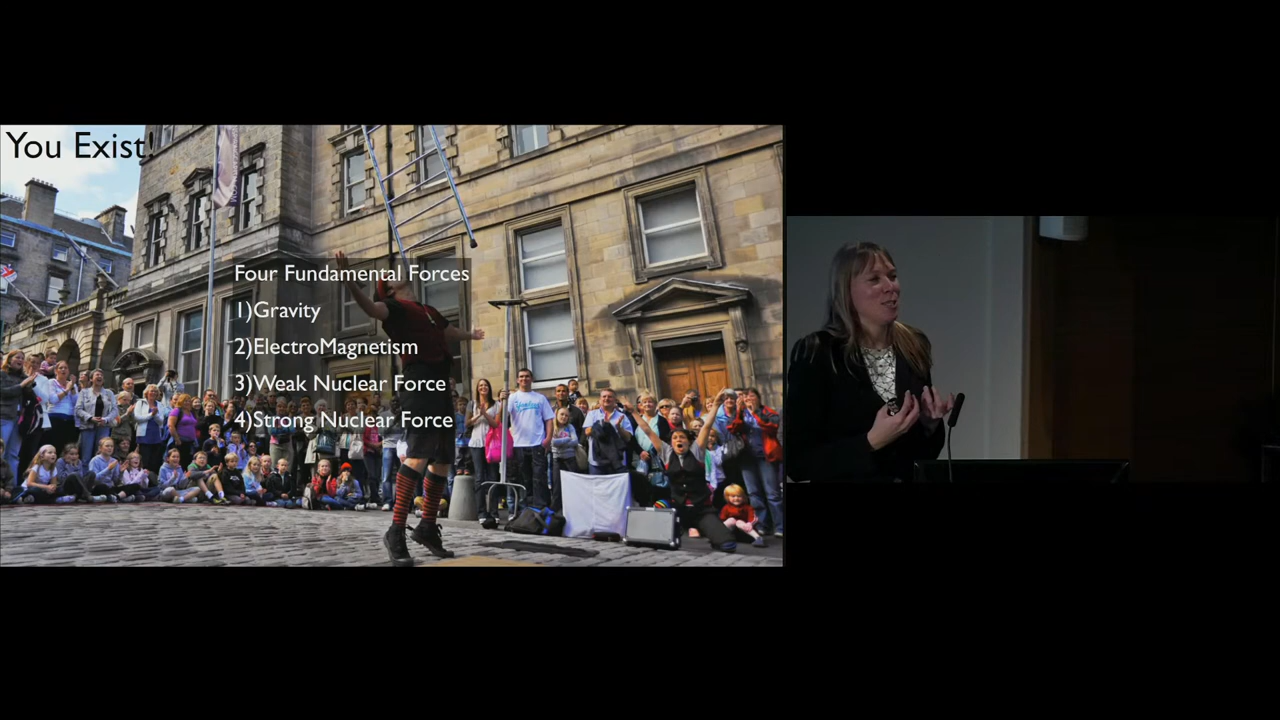 You Exist!
Four Fundamental Forces
1)Gravity
2)ElectroMagnetism
3)Weak Nuclear Force
4)Strong Nuclear Force